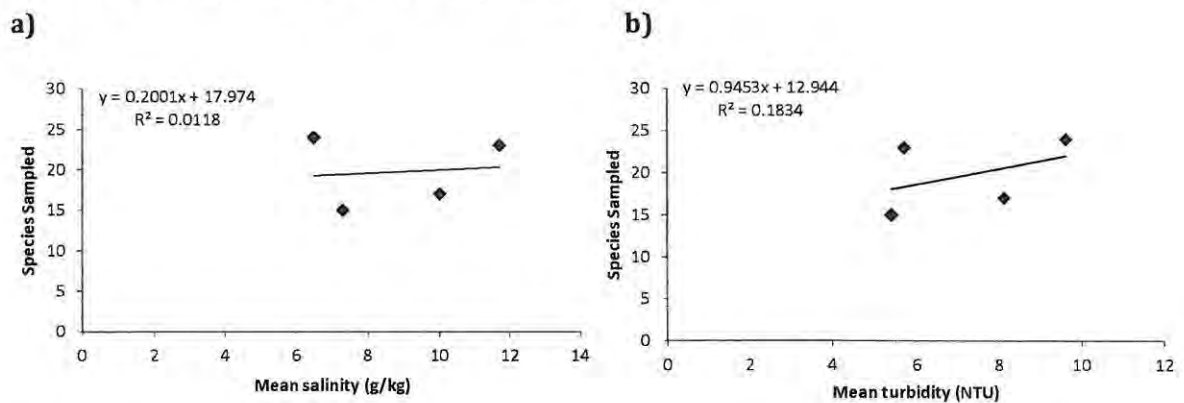 a)
y = 0.2001x + 17.974
R² = 0.0118
Species Sampled
30
25
20
15
10
5
0
0 2 4 6 8 10 12 14
Mean salinity (g/kg)
b)
y = 0.9453x + 12.944
R² = 0.1834
Species Sampled
30
25
20
15
10
5
0
0 2 4 6 8 10 12
Mean turbidity (NTU)